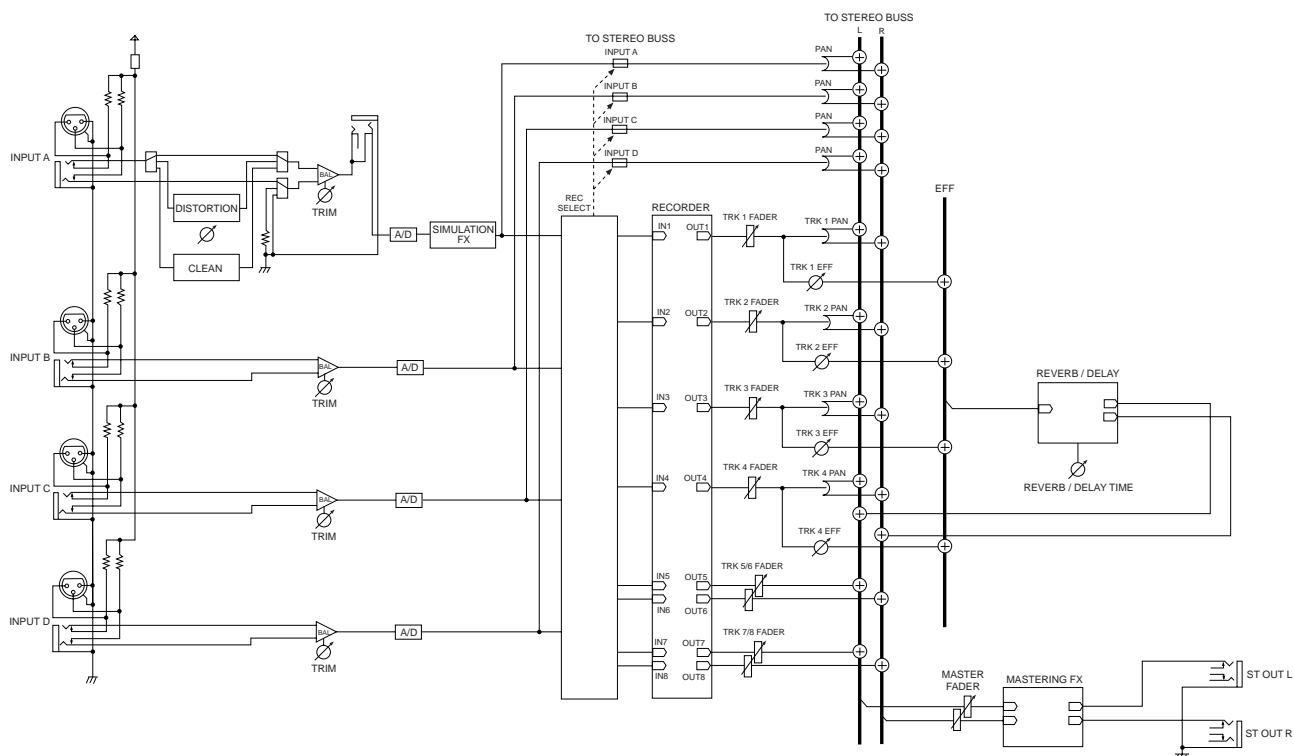 TO STEREO BUSS
L R
TO STEREO BUSS
INPUT A
PAN
INPUT B
PAN
INPUT C
PAN
INPUT D
PAN
INPUT A
DISTORTION
CLEAN
BAL
TRIM
A/D
SIMULATION
FX
REC
SELECT
RECORDER
EFF
IN1 OUT1
TRK 1 FADER
TRK 1 PAN
TRK 1 EFF
IN2 OUT2
TRK 2 FADER
TRK 2 PAN
TRK 2 EFF
INPUT B
BAL
TRIM
A/D
IN3 OUT3
TRK 3 FADER
TRK 3 PAN
TRK 3 EFF
REVERB / DELAY
REVERB / DELAY TIME
IN4 OUT4
TRK 4 FADER
TRK 4 PAN
TRK 4 EFF
INPUT C
BAL
TRIM
A/D
IN5 OUT5
TRK 5/6 FADER
IN6 OUT6
INPUT D
BAL
TRIM
A/D
IN7 OUT7
TRK 7/8 FADER
IN8 OUT8
MASTER
FADER
MASTERING FX
ST OUT L
ST OUT R